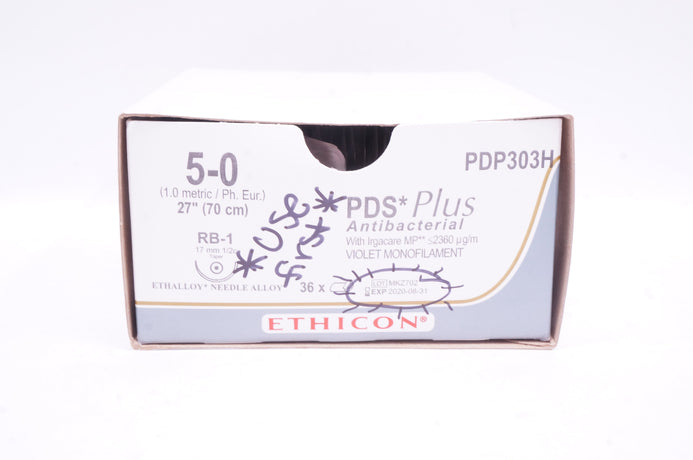 5-0
(1.0 metric / Ph. Eur.)
27" (70 cm)
RB-1
17 mm 1/2c
Taper
ETHALLOY* NEEDLE ALLOY
PDP303H
PDS* Plus
Antibacterial
With Irgacare MP** ≤2360 µg/m
VIOLET MONOFILAMENT
36 x
LOT MKZ702
EXP 2020-08-31
*Use
*
ETHICON®